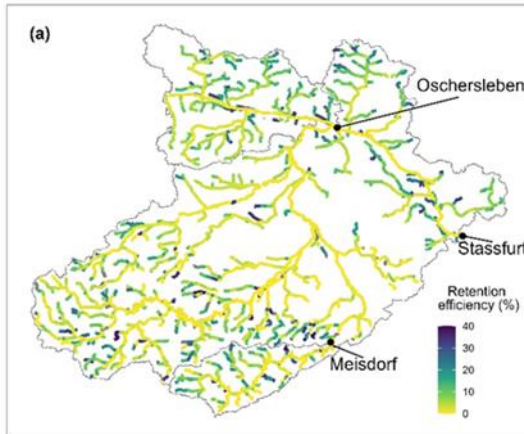 (a)
Oschersleben
Stassfurt
Meisdorf
Retention
efficiency (%)
40
30
20
10
0